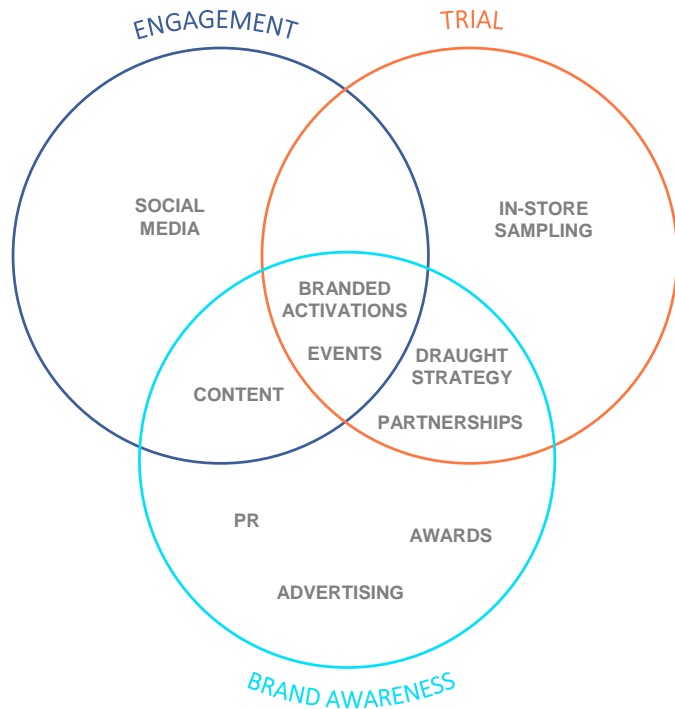 ENGAGEMENT
TRIAL
SOCIAL
MEDIA
IN-STORE
SAMPLING
BRANDED
ACTIVATIONS
EVENTS
DRAUGHT
STRATEGY
CONTENT
PARTNERSHIPS
PR
AWARDS
ADVERTISING
BRAND AWARENESS